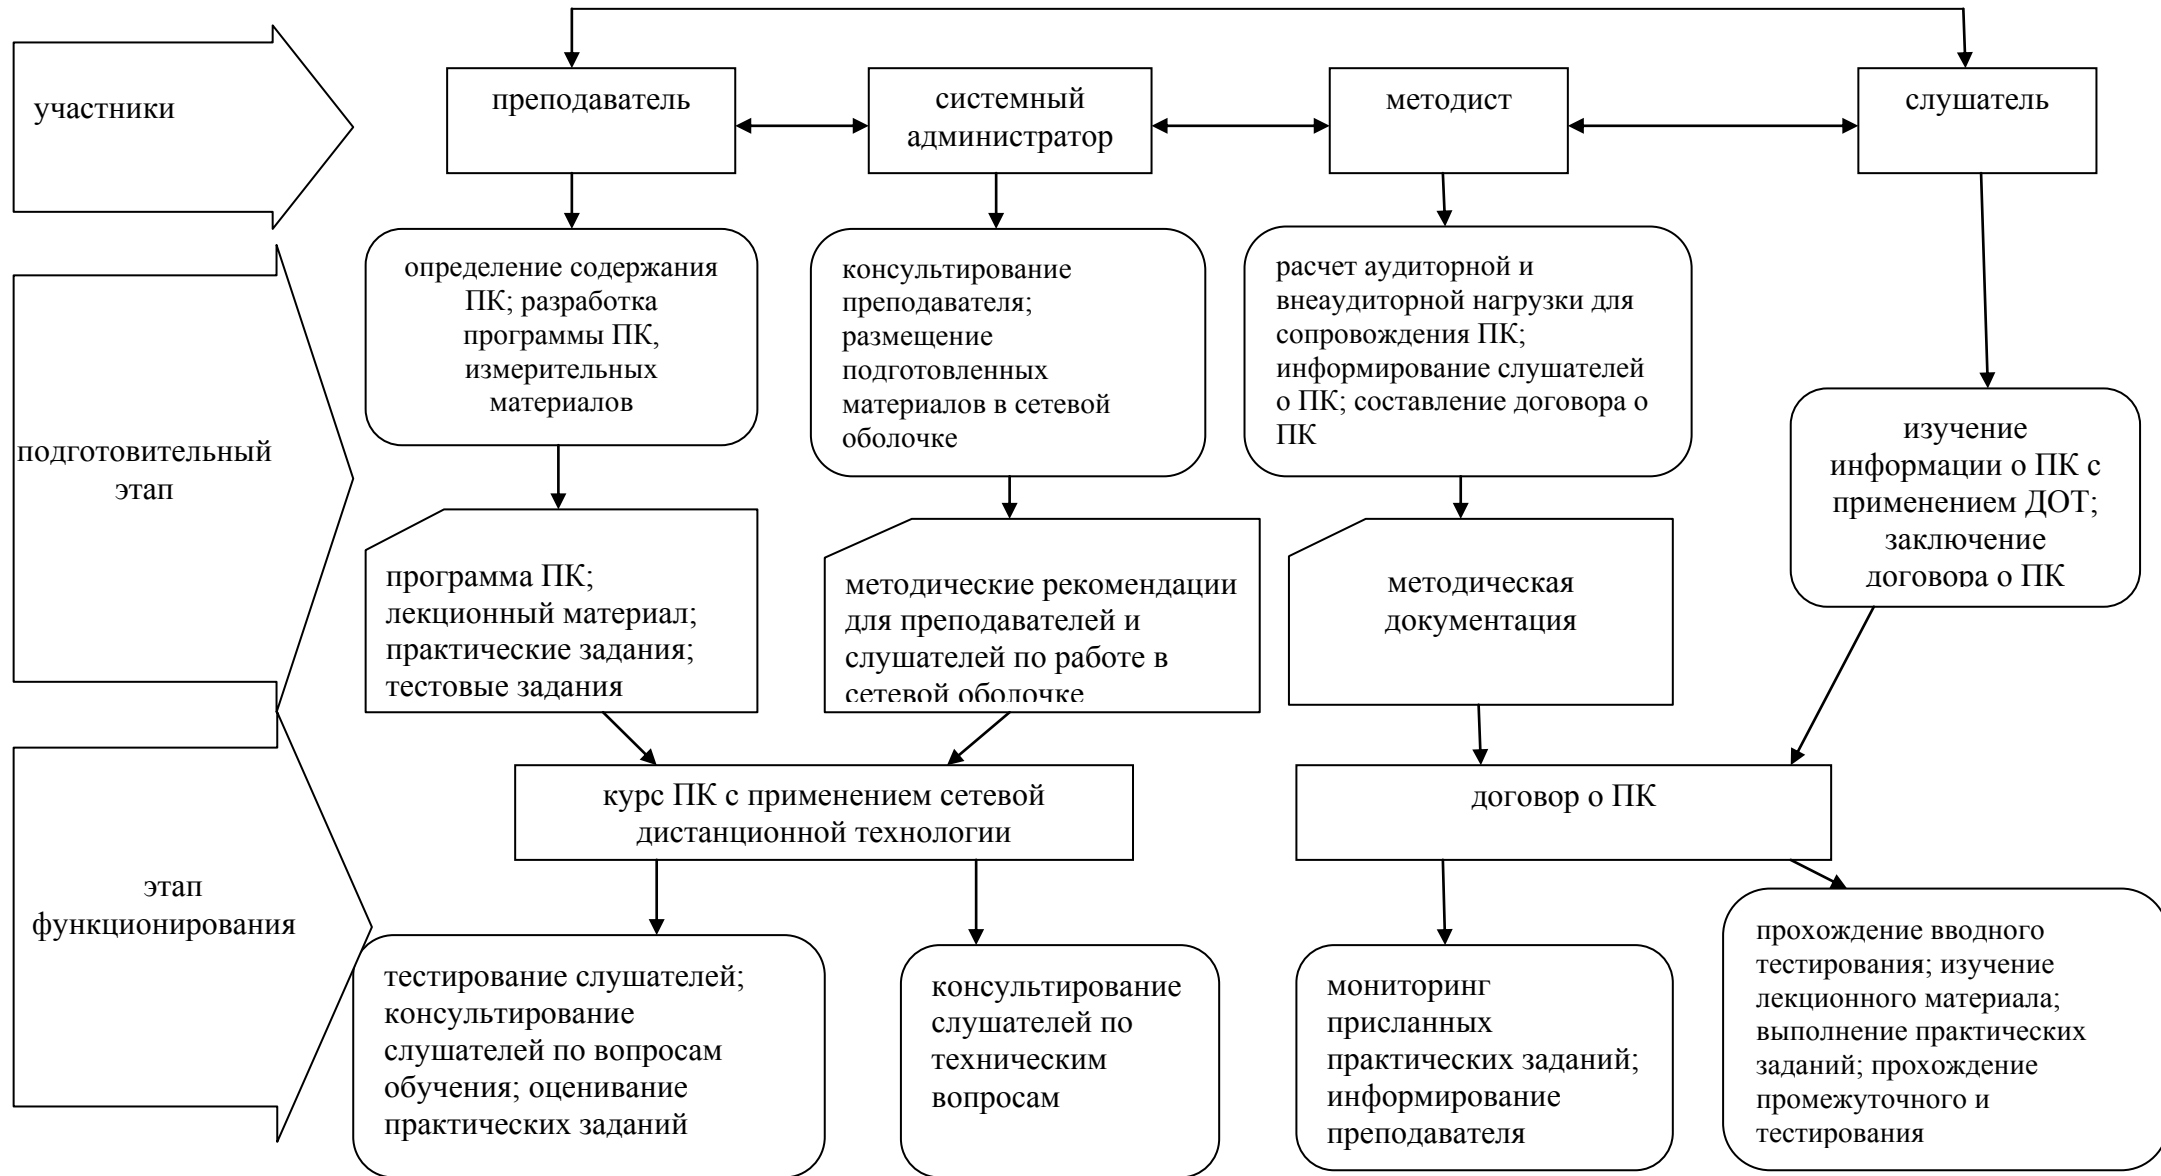 участники
преподаватель
системный
администратор
методист
слушатель
подготовительный
этап
определение содержания
ПК; разработка
программы ПК,
измерительных
материалов
консультирование
преподавателя;
размещение
подготовленных
материалов в сетевой
оболочке
расчет аудиторной и
внеаудиторной нагрузки для
сопровождения ПК;
информирование слушателей
о ПК; составление договора о
ПК
изучение
информации о ПК с
применением ДОТ;
заключение
договора о ПК
программа ПК;
лекционный материал;
практические задания;
тестовые задания
методические рекомендации
для преподавателей и
слушателей по работе в
сетевой оболочке
методическая
документация
этап
функционирования
курс ПК с применением сетевой
дистанционной технологии
договор о ПК
тестирование слушателей;
консультирование
слушателей по вопросам
обучения; оценивание
практических заданий
консультирование
слушателей по
техническим
вопросам
мониторинг
присланных
практических заданий;
информирование
преподавателя
прохождение вводного
тестирования; изучение
лекционного материала;
выполнение практических
заданий; прохождение
промежуточного и
тестирования